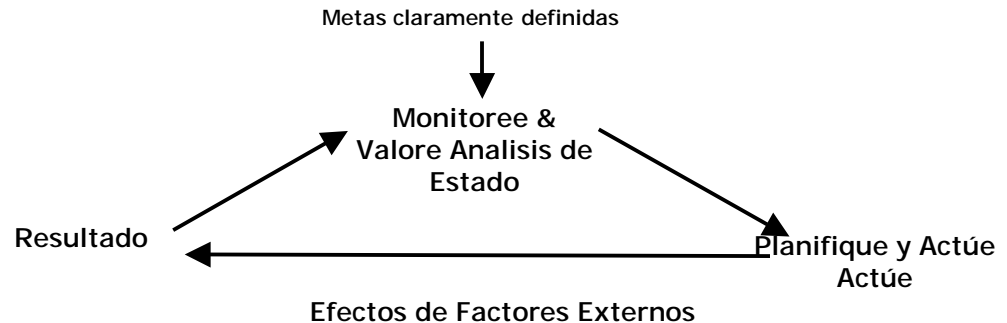 Metas claramente definidas
Monitoree &
Valore Analisis de
Estado
Resultado
Planifique y Actúe
Actúe
Efectos de Factores Externos